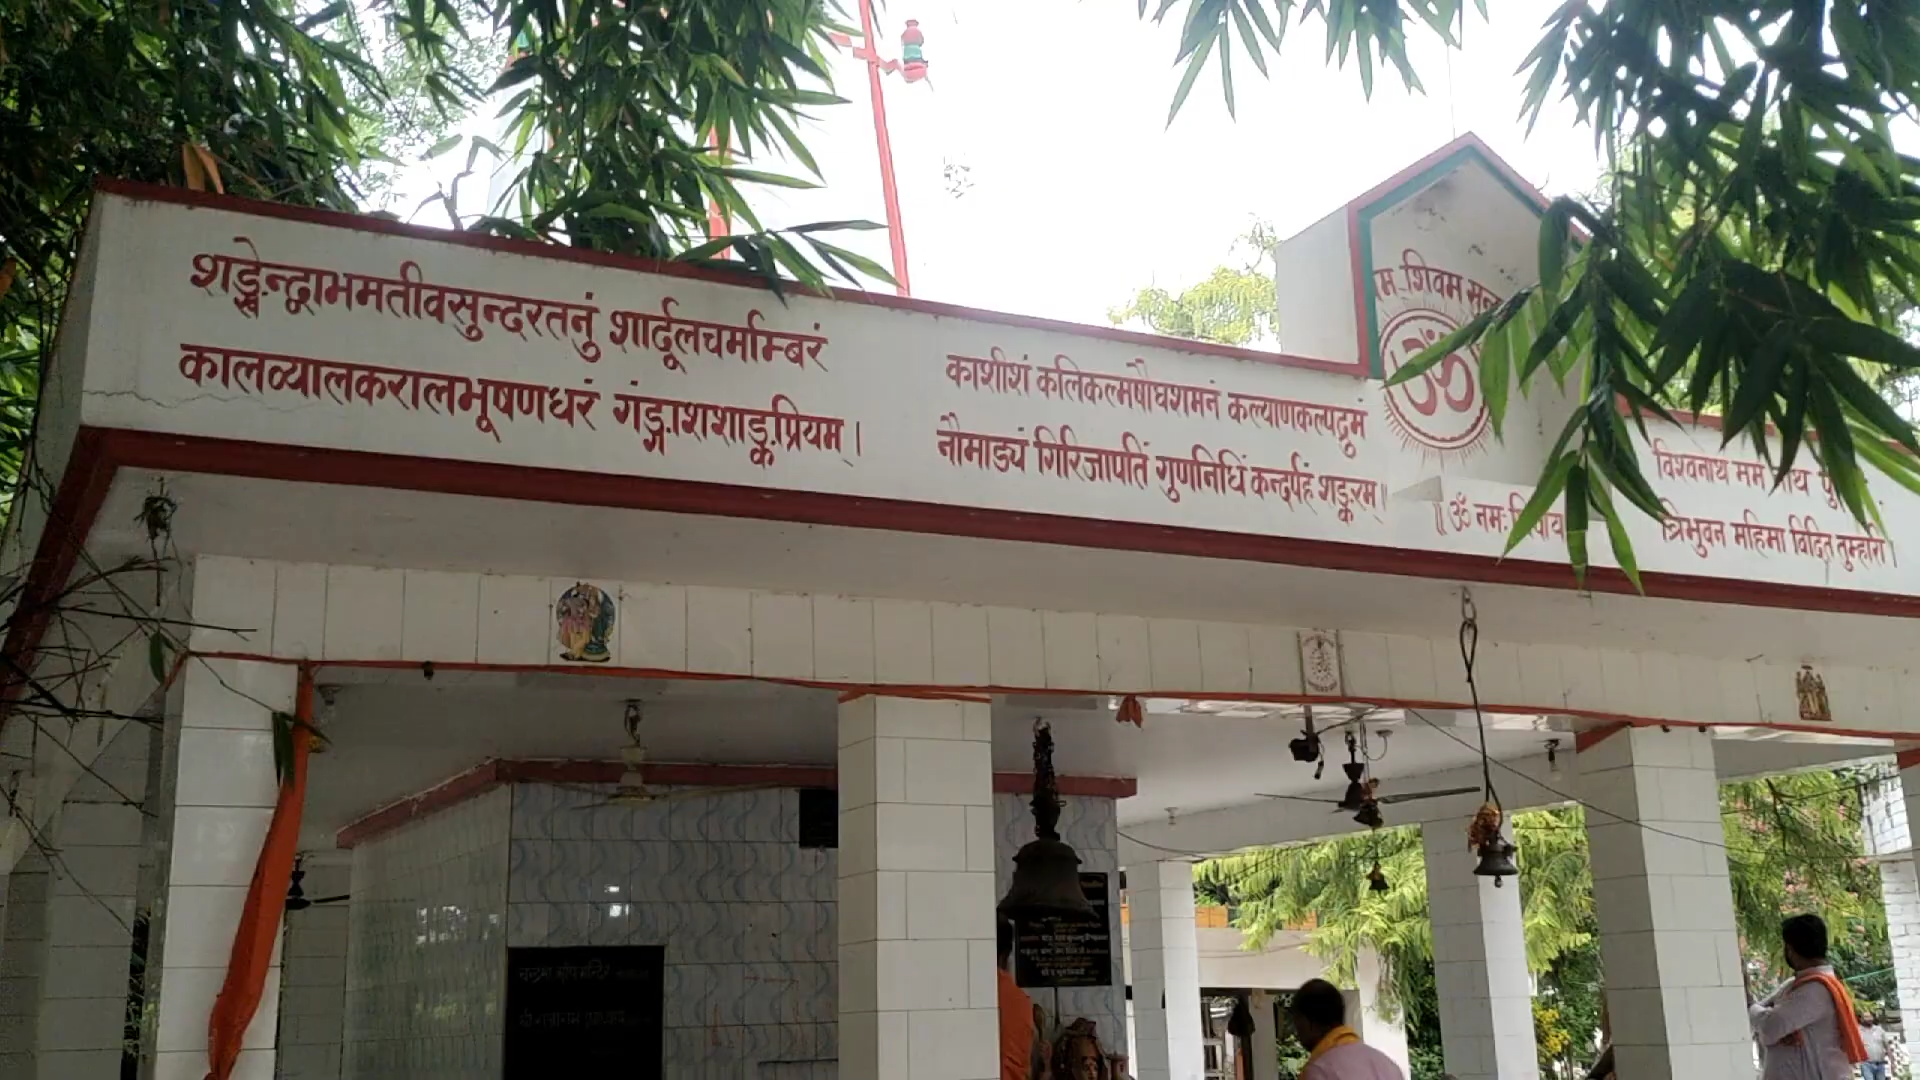 शङ्खेन्द्वाभमतीवसुन्दरतनुं शार्दूलचर्माम्बरं
कालव्यालकरालभूषणधरं गंङ्गाशशाङ्कप्रियम्।
काशीशं कलिकल्मषौघशमनं कल्याणकल्पद्रुमं
नौमाड्यं गिरिजापतिं गुणनिधिं कन्दर्पहं शङ्करम्॥
शिवम
ॐ
॥ ॐ नमः
विश्वनाथ मम
त्रिभुवन महिमा विदित तुम्हारी।